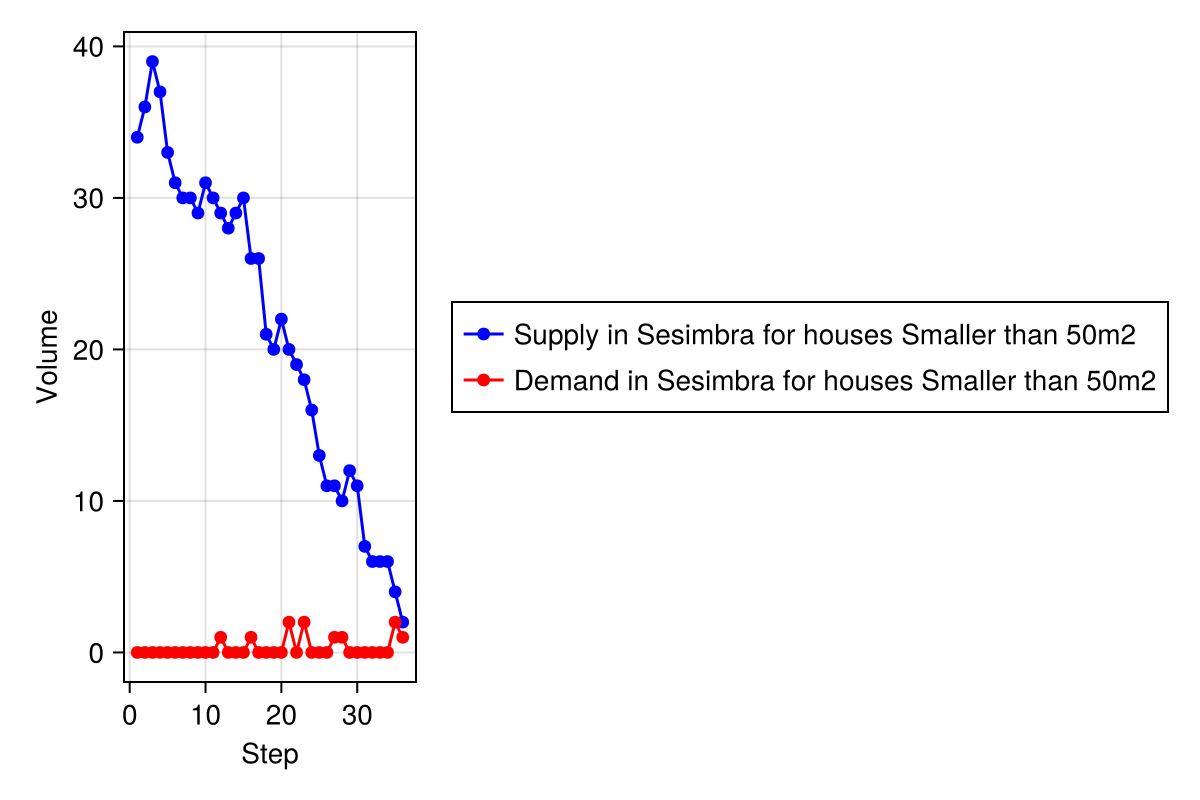 40
30
20
10
0
Volume
0 10 20 30
Step
Supply in Sesimbra for houses Smaller than 50m2
Demand in Sesimbra for houses Smaller than 50m2